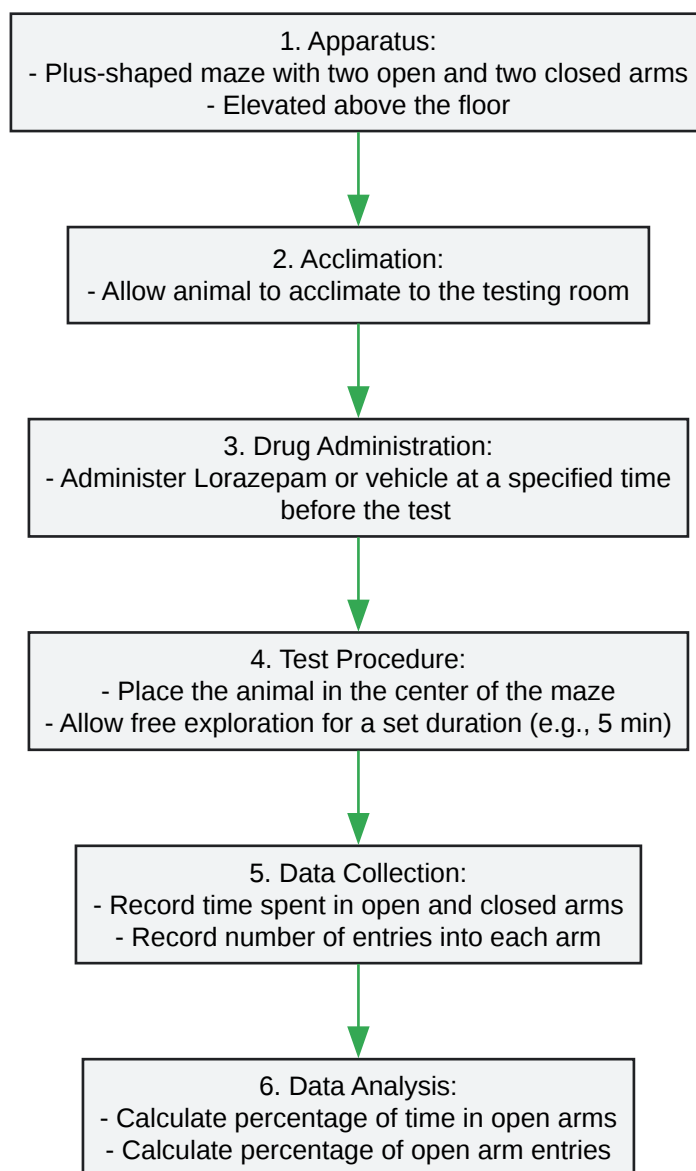 1. Apparatus:
- Plus-shaped maze with two open and two closed arms
- Elevated above the floor
2. Acclimation:
- Allow animal to acclimate to the testing room
3. Drug Administration:
- Administer Lorazepam or vehicle at a specified time
before the test
4. Test Procedure:
- Place the animal in the center of the maze
- Allow free exploration for a set duration (e.g., 5 min)
5. Data Collection:
- Record time spent in open and closed arms
- Record number of entries into each arm
6. Data Analysis:
- Calculate percentage of time in open arms
- Calculate percentage of open arm entries